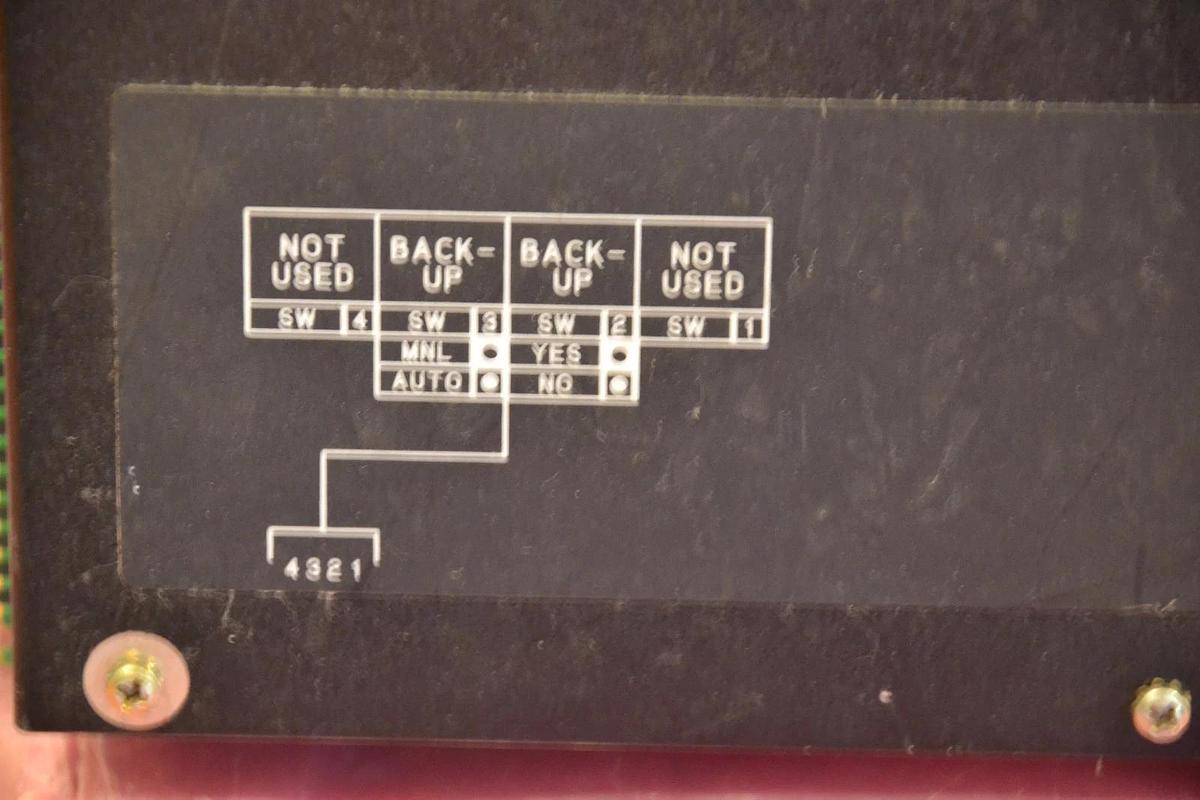 NOT USED BACK-UP BACK-UP NOT USED
SW 4 SW 3 SW 2 SW 1
MNL YES
AUTO NO
4321